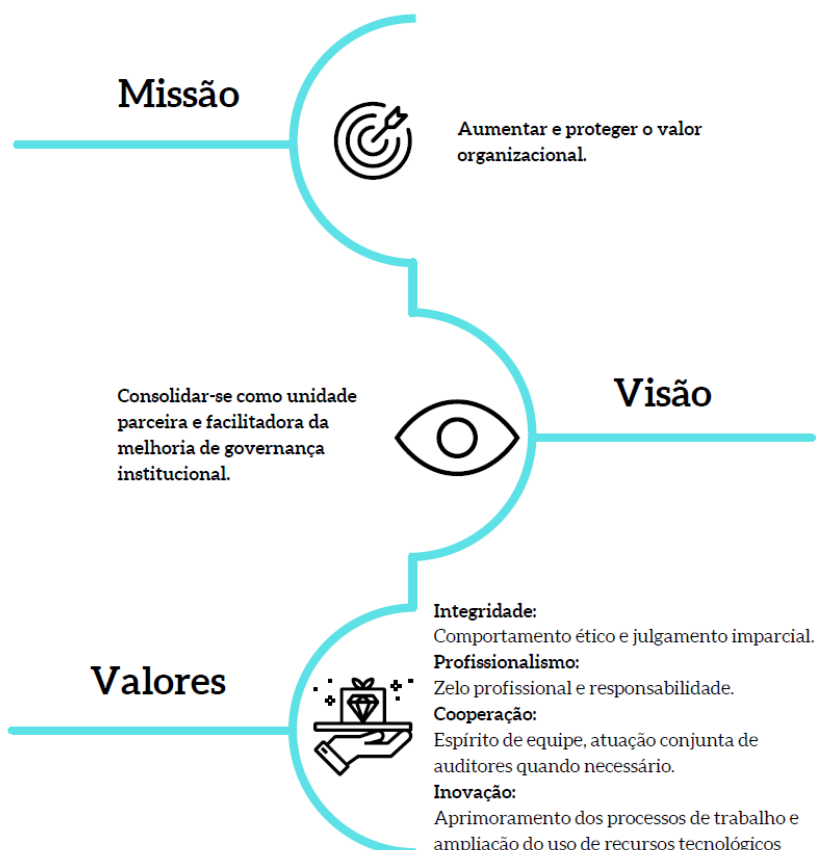 Missão
Aumentar e proteger o valor
organizacional.
Visão
Consolidar-se como unidade
parceira e facilitadora da
melhoria de governança
institucional.
Valores
Integridade:
Comportamento ético e julgamento imparcial.
Profissionalismo:
Zelo profissional e responsabilidade.
Cooperação:
Espírito de equipe, atuação conjunta de
auditores quando necessário.
Inovação:
Aprimoramento dos processos de trabalho e
ampliação do uso de recursos tecnológicos